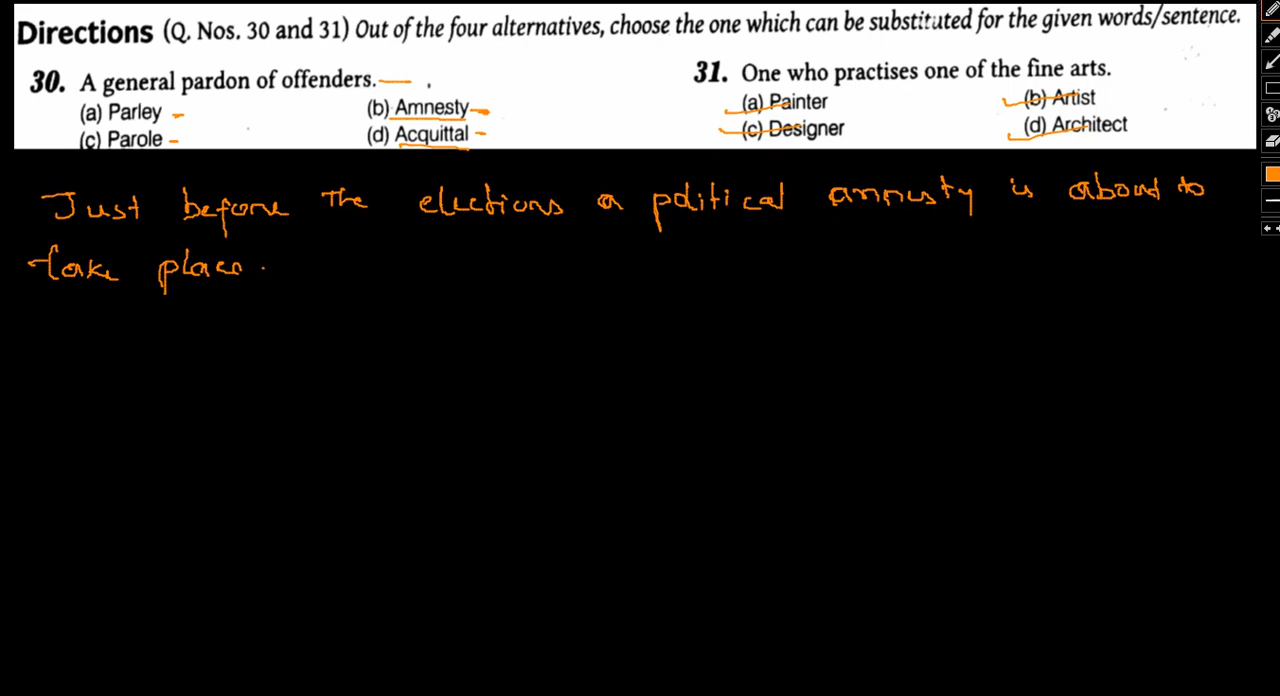 Directions (Q. Nos. 30 and 31) Out of the four alternatives, choose the one which can be substituted for the given words/sentence.
30. A general pardon of offenders.
(a) Parley (b) Amnesty
(c) Parole (d) Acquittal
31. One who practises one of the fine arts.
(a) Painter (b) Artist
(c) Designer (d) Architect
Just before the elections a political amnusty is about to
take place.